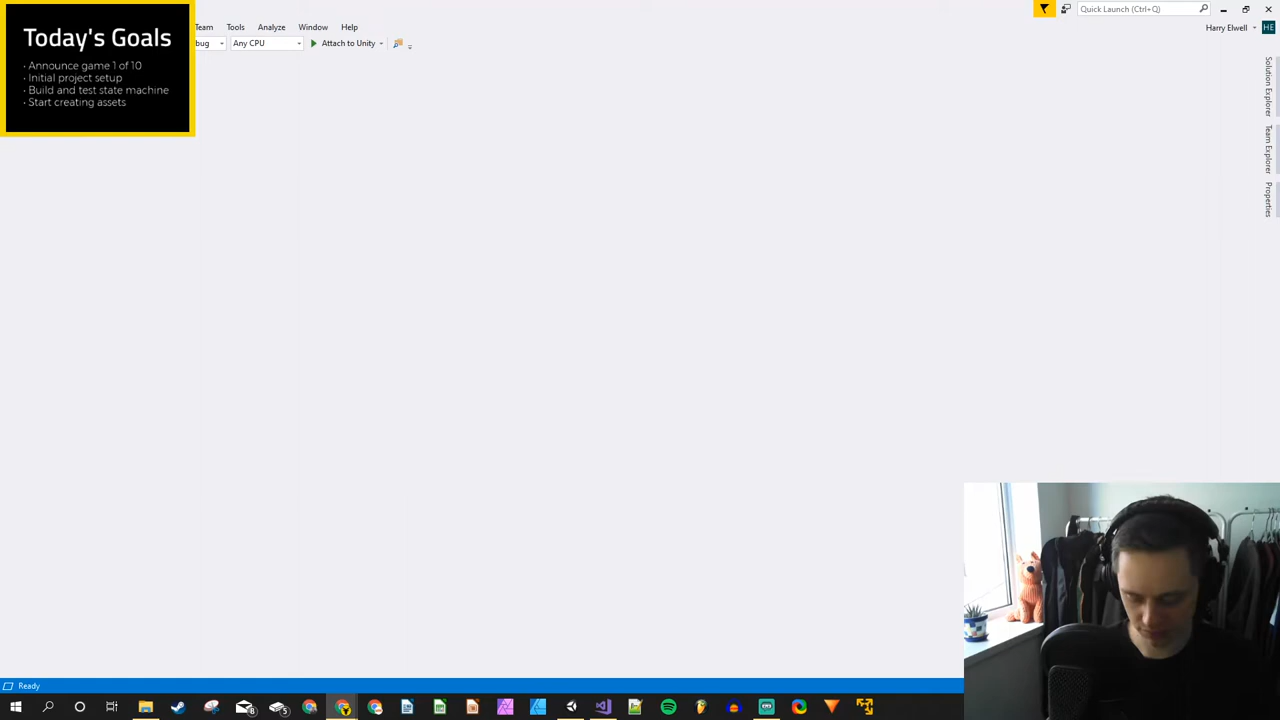 Today's Goals
· Announce game 1 of 10
· Initial project setup
· Build and test state machine
· Start creating assets
Team Tools Analyze Window Help
bug Any CPU Attach to Unity
Quick Launch (Ctrl+Q)
Harry Elwell HE
Solution Explorer
Team Explorer
Properties
Ready
8
5